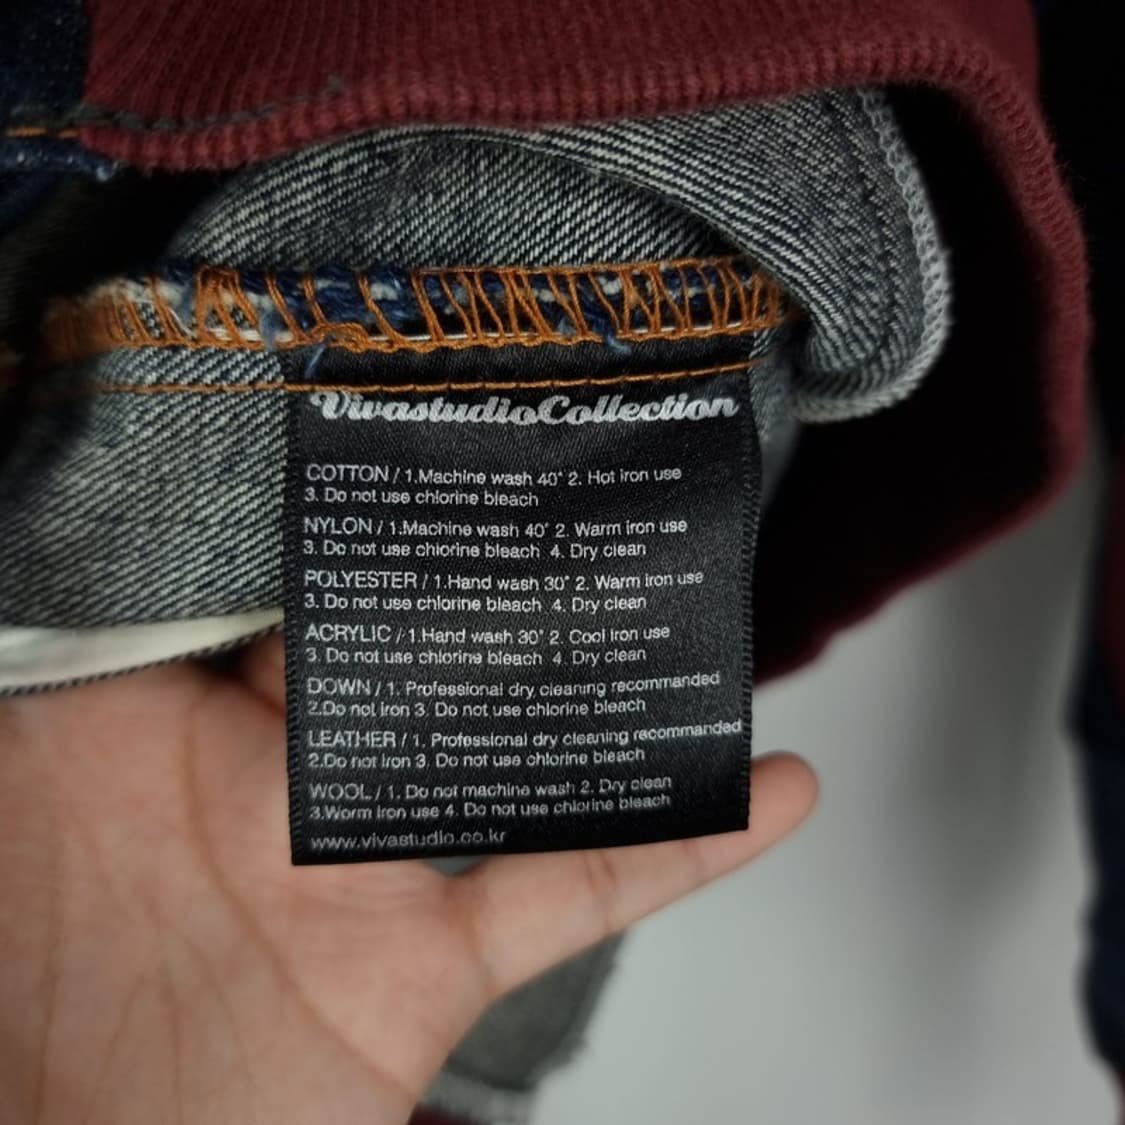 VivastudioCollection
COTTON / 1.Machine wash 40° 2. Hot iron use
3. Do not use chlorine bleach
NYLON / 1.Machine wash 40° 2. Warm iron use
3. Do not use chlorine bleach 4. Dry clean
POLYESTER / 1.Hand wash 30° 2. Warm iron use
3. Do not use chlorine bleach 4. Dry clean
ACRYLIC / 1.Hand wash 30° 2. Cool iron use
3. Do not use chlorine bleach 4. Dry clean
DOWN / 1. Professional dry cleaning recommanded
2.Do not iron 3. Do not use chlorine bleach
LEATHER / 1. Professional dry cleaning recommanded
2.Do not iron 3. Do not use chlorine bleach
WOOL / 1. Do not machine wash 2. Dry clean
3.Worm iron use 4. Do not use chlorine bleach
www.vivastudio.co.kr